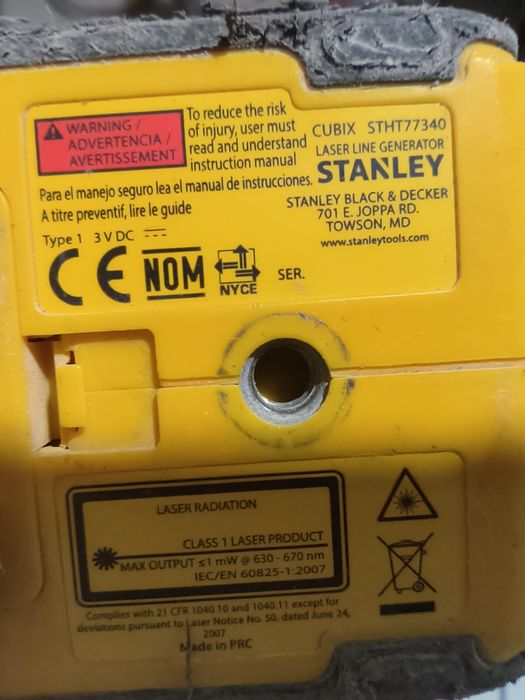 WARNING /
ADVERTENCIA /
AVERTISSEMENT
To reduce the risk
of injury, user must
read and understand
instruction manual
Para el manejo seguro lea el manual de instrucciones.
A titre preventif, lire le guide
Type 1 3 V DC
CE NOM NYCE SER.
CUBIX STHT77340
LASER LINE GENERATOR
STANLEY
STANLEY BLACK & DECKER
701 E. JOPPA RD.
TOWSON, MD
www.stanleytools.com
LASER RADIATION
CLASS 1 LASER PRODUCT
MAX OUTPUT ≤1 mW @ 630 - 670 nm
IEC/EN 60825-1:2007
Complies with 21 CFR 1040.10 and 1040.11 except for
deviations pursuant to Laser Notice No. 50, dated June 24,
2007
Made in PRC